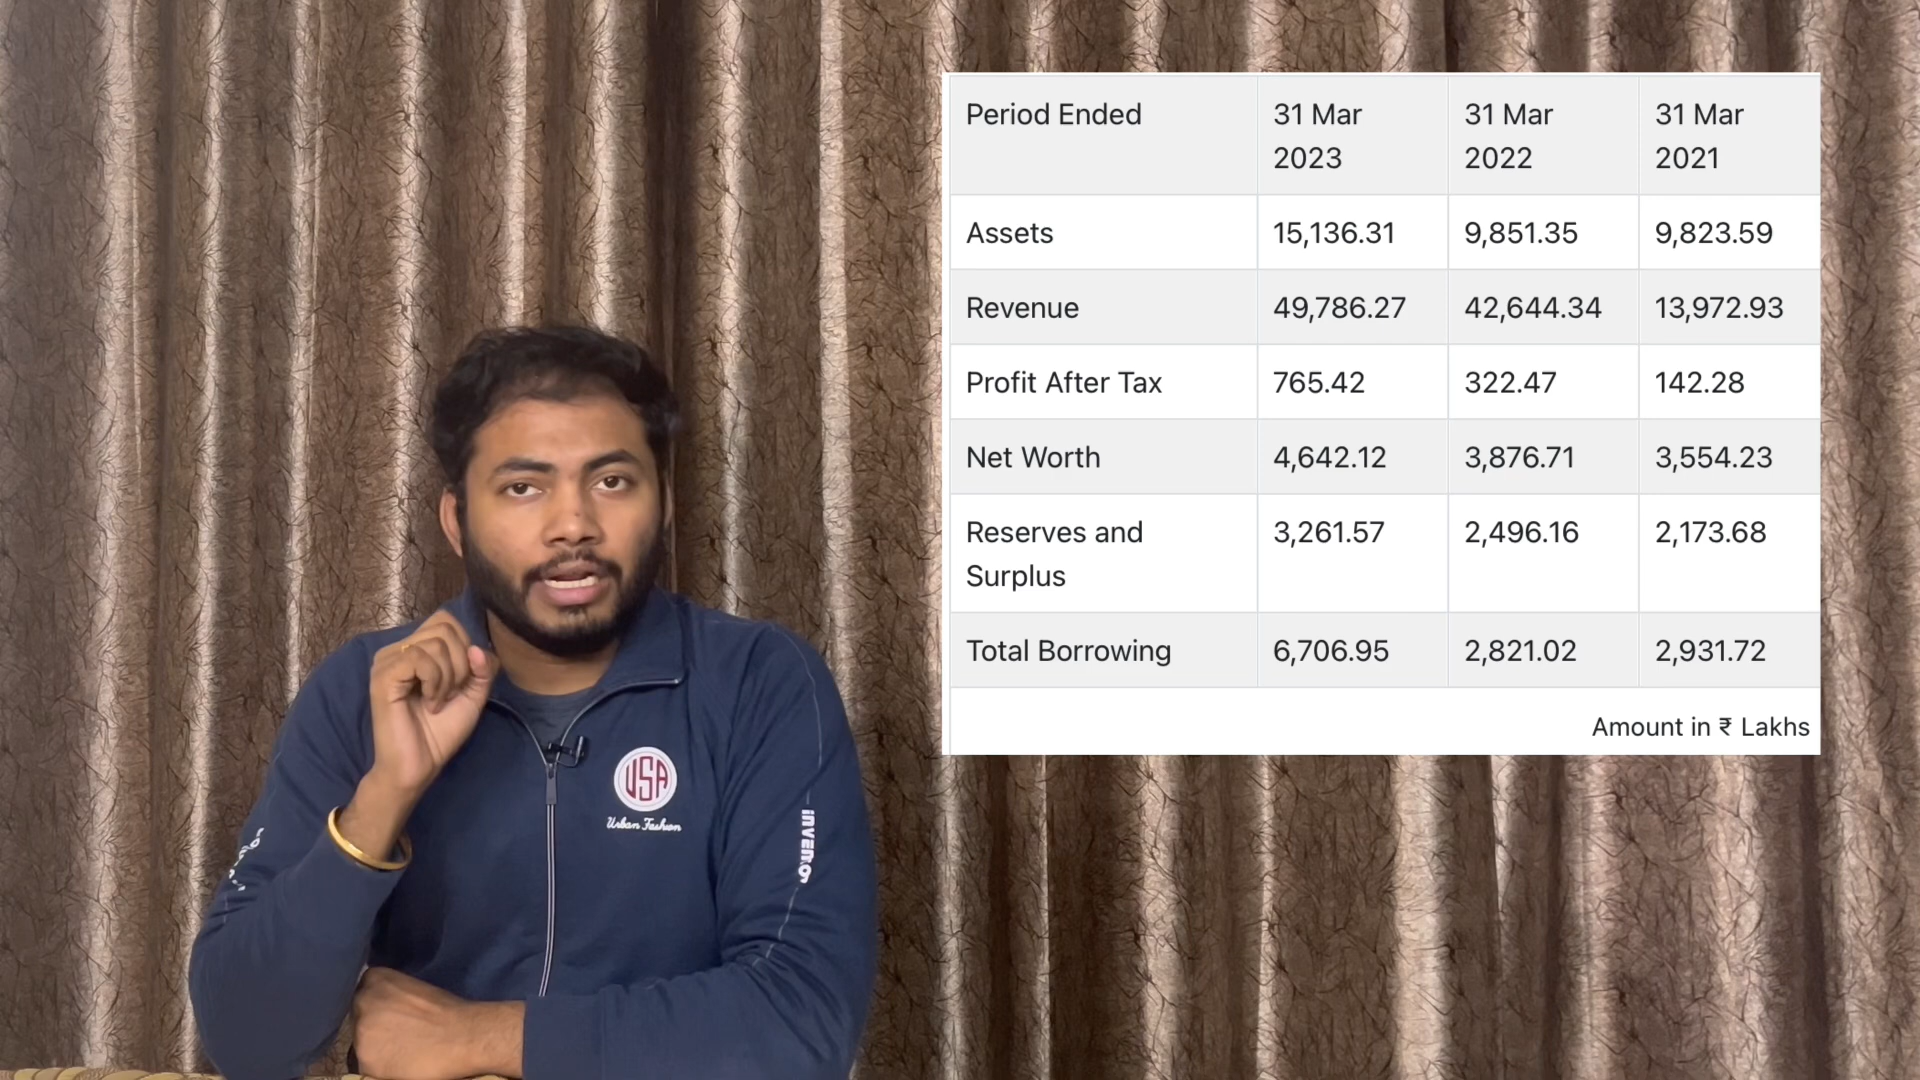 Period Ended 31 Mar 2023 31 Mar 2022 31 Mar 2021
Assets 15,136.31 9,851.35 9,823.59
Revenue 49,786.27 42,644.34 13,972.93
Profit After Tax 765.42 322.47 142.28
Net Worth 4,642.12 3,876.71 3,554.23
Reserves and Surplus 3,261.57 2,496.16 2,173.68
Total Borrowing 6,706.95 2,821.02 2,931.72
Amount in ₹ Lakhs
USA
Urban Fashion